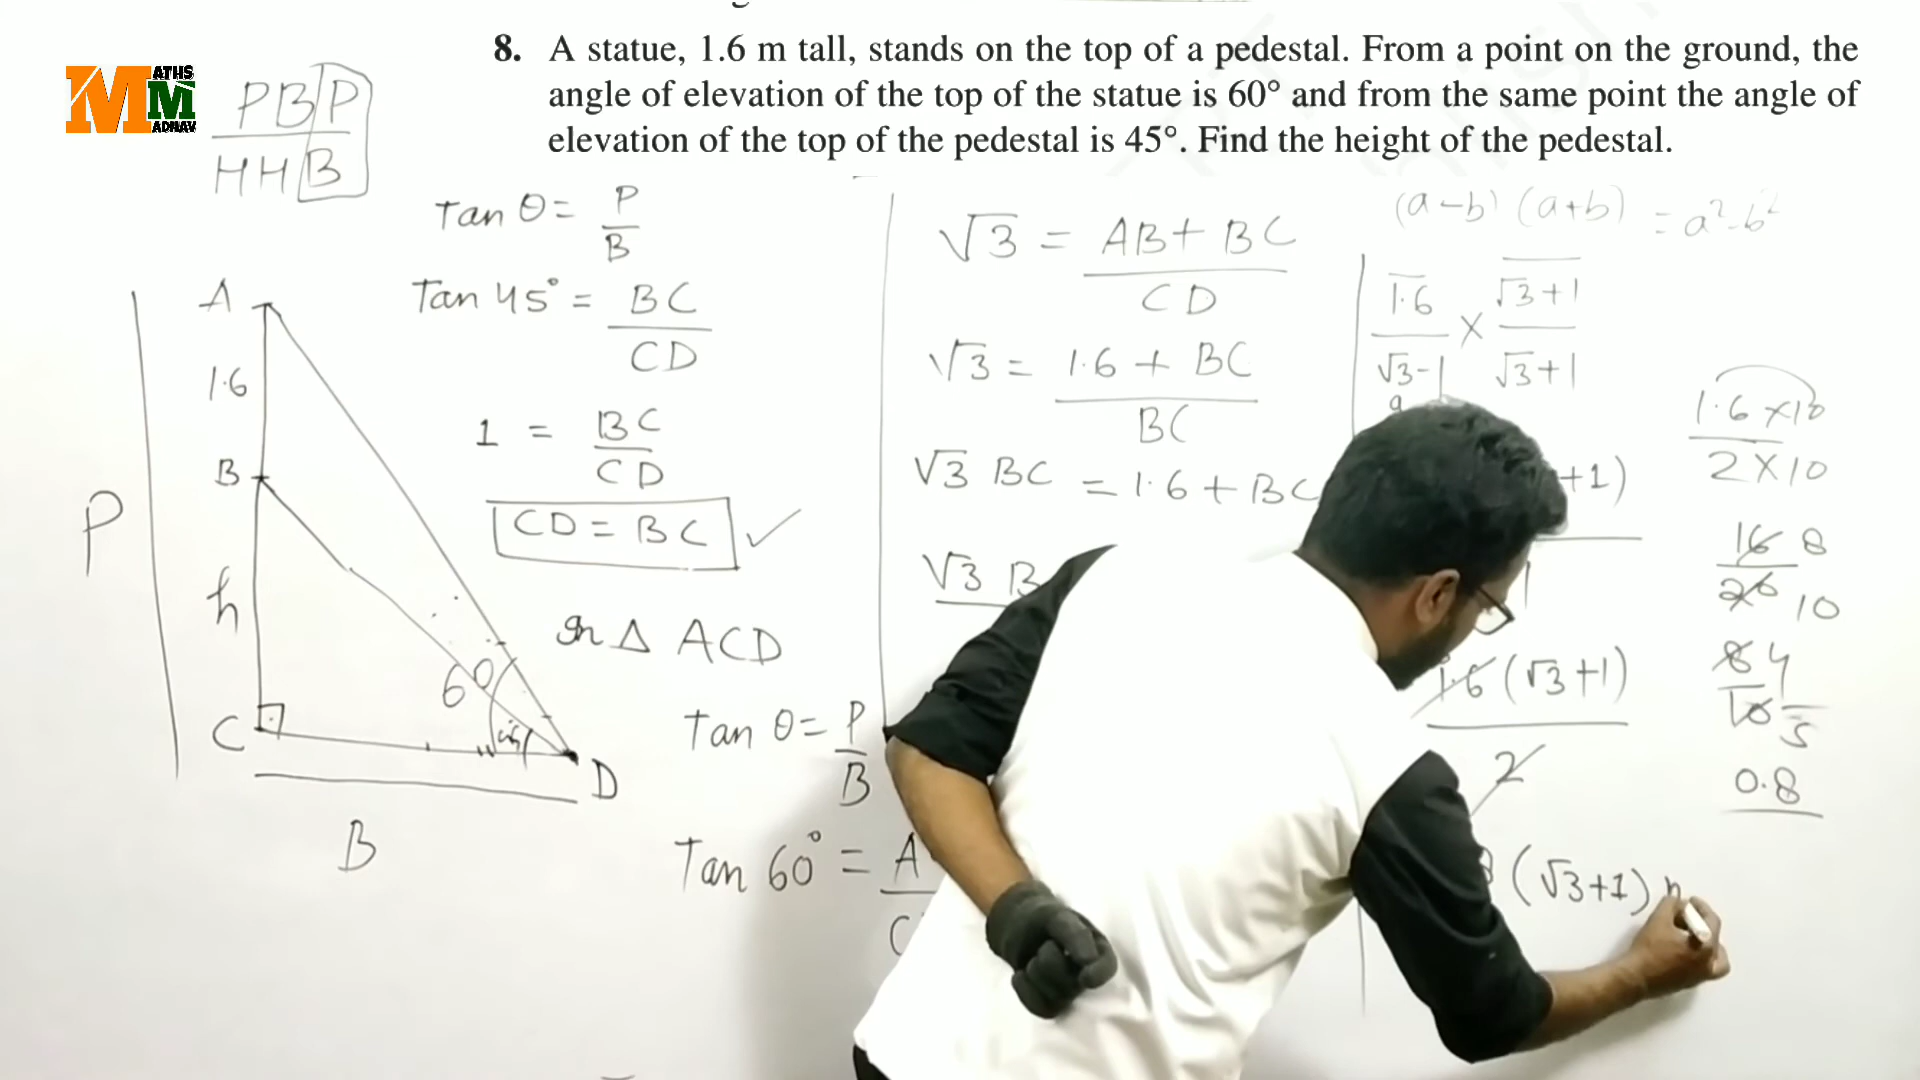 MATHS
MADHAV
8. A statue, 1.6 m tall, stands on the top of a pedestal. From a point on the ground, the
angle of elevation of the top of the statue is 60° and from the same point the angle of
elevation of the top of the pedestal is 45°. Find the height of the pedestal.
P B P
H H B
A
1.6
B
P
h
C
60
45
D
B
Tan θ = P/B
Tan 45° = BC/CD
1 = BC/CD
CD = BC ✓
In Δ ACD
Tan θ = P/B
Tan 60° = A
C
√3 = AB + BC/CD
√3 = 1.6 + BC/BC
√3 BC = 1.6 + BC
√3 B
(a-b) (a+b) = a²-b²
1.6/√3-1 × √3+1/√3+1
a
+1)
1
1.6 (√3+1)
2
8 (√3+1) m
1.6 × 10
2 × 10
16 8
20 10
8 4
10 5
0.8